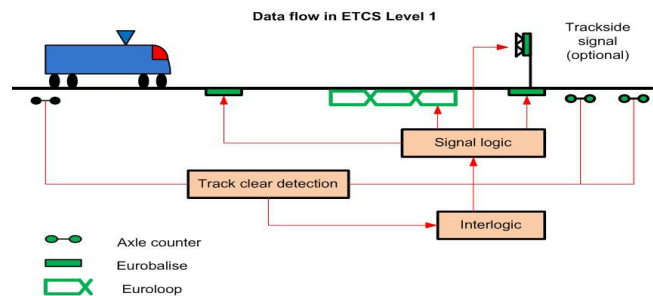 Data flow in ETCS Level 1
Trackside
signal
(optional)
Signal logic
Track clear detection
Interlogic
Axle counter
Eurobalise
Euroloop